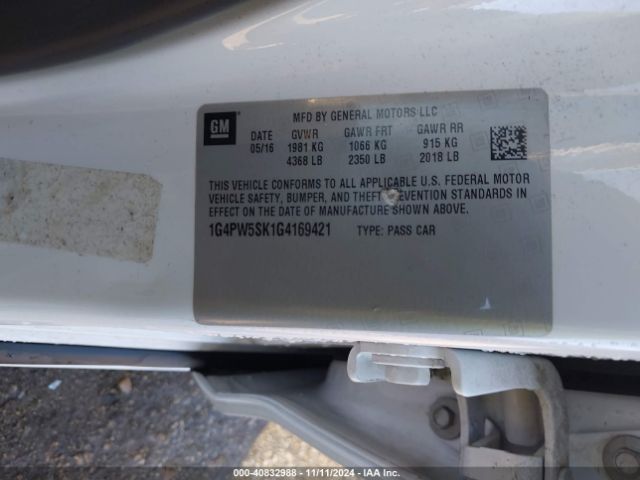 GM
MFD BY GENERAL MOTORS LLC
DATE GVWR GAWR FRT GAWR RR
05/16 1981 KG 1066 KG 915 KG
4368 LB 2350 LB 2018 LB
THIS VEHICLE CONFORMS TO ALL APPLICABLE U.S. FEDERAL MOTOR
VEHICLE SAFETY, BUMPER, AND THEFT PREVENTION STANDARDS IN
EFFECT ON THE DATE OF MANUFACTURE SHOWN ABOVE.
1G4PW5SK1G4169421 TYPE: PASS CAR
000-40832988 - 11/11/2024 - IAA Inc.